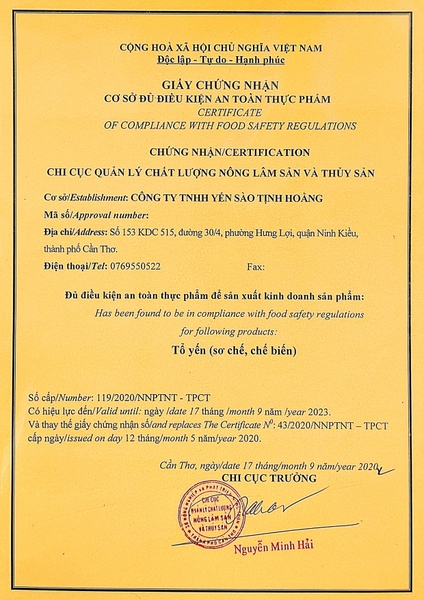 CỘNG HOÀ XÃ HỘI CHỦ NGHĨA VIỆT NAM
Độc lập - Tự do - Hạnh phúc
GIẤY CHỨNG NHẬN
CƠ SỞ ĐỦ ĐIỀU KIỆN AN TOÀN THỰC PHẨM
CERTIFICATE
OF COMPLIANCE WITH FOOD SAFETY REGULATIONS
CHỨNG NHẬN/CERTIFICATION
CHI CỤC QUẢN LÝ CHẤT LƯỢNG NÔNG LÂM SẢN VÀ THỦY SẢN
Cơ sở/Establishment: CÔNG TY TNHH YẾN SÀO TỊNH HOÀNG
Mã số/Approval number:
Địa chỉ/Address: Số 153 KDC 515, đường 30/4, phường Hưng Lợi, quận Ninh Kiều,
thành phố Cần Thơ.
Điện thoại/Tel: 0769550522 Fax:
Đủ điều kiện an toàn thực phẩm để sản xuất kinh doanh sản phẩm:
Has been found to be in compliance with food safety regulations
for following products:
Tổ yến (sơ chế, chế biến)
Số cấp/Number: 119/2020/NNPTNT - TPCT
Có hiệu lực đến/Valid until: ngày /date 17 tháng /month 9 năm /year 2023.
Và thay thế giấy chứng nhận số/and replaces The Certificate Nº: 43/2020/NNPTNT – TPCT
cấp ngày/issued on day 12 tháng/month 5 năm/year 2020.
Cần Thơ, ngày/date 17 tháng/month 9 năm/year 2020
CHI CỤC TRƯỞNG
CHI CỤC
QUẢN LÝ CHẤT LƯỢNG
NÔNG LÂM SẢN
VÀ THỦY SẢN
Nguyễn Minh Hải